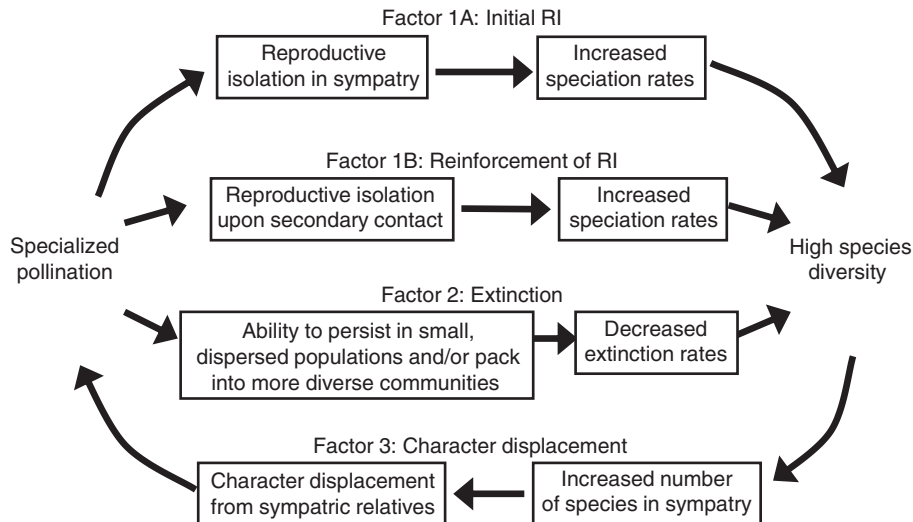 Factor 1A: Initial RI
Reproductive
isolation in sympatry
Increased
speciation rates
Factor 1B: Reinforcement of RI
Reproductive isolation
upon secondary contact
Increased
speciation rates
Specialized
pollination
High species
diversity
Factor 2: Extinction
Ability to persist in small,
dispersed populations and/or pack
into more diverse communities
Decreased
extinction rates
Factor 3: Character displacement
Character displacement
from sympatric relatives
Increased number
of species in sympatry